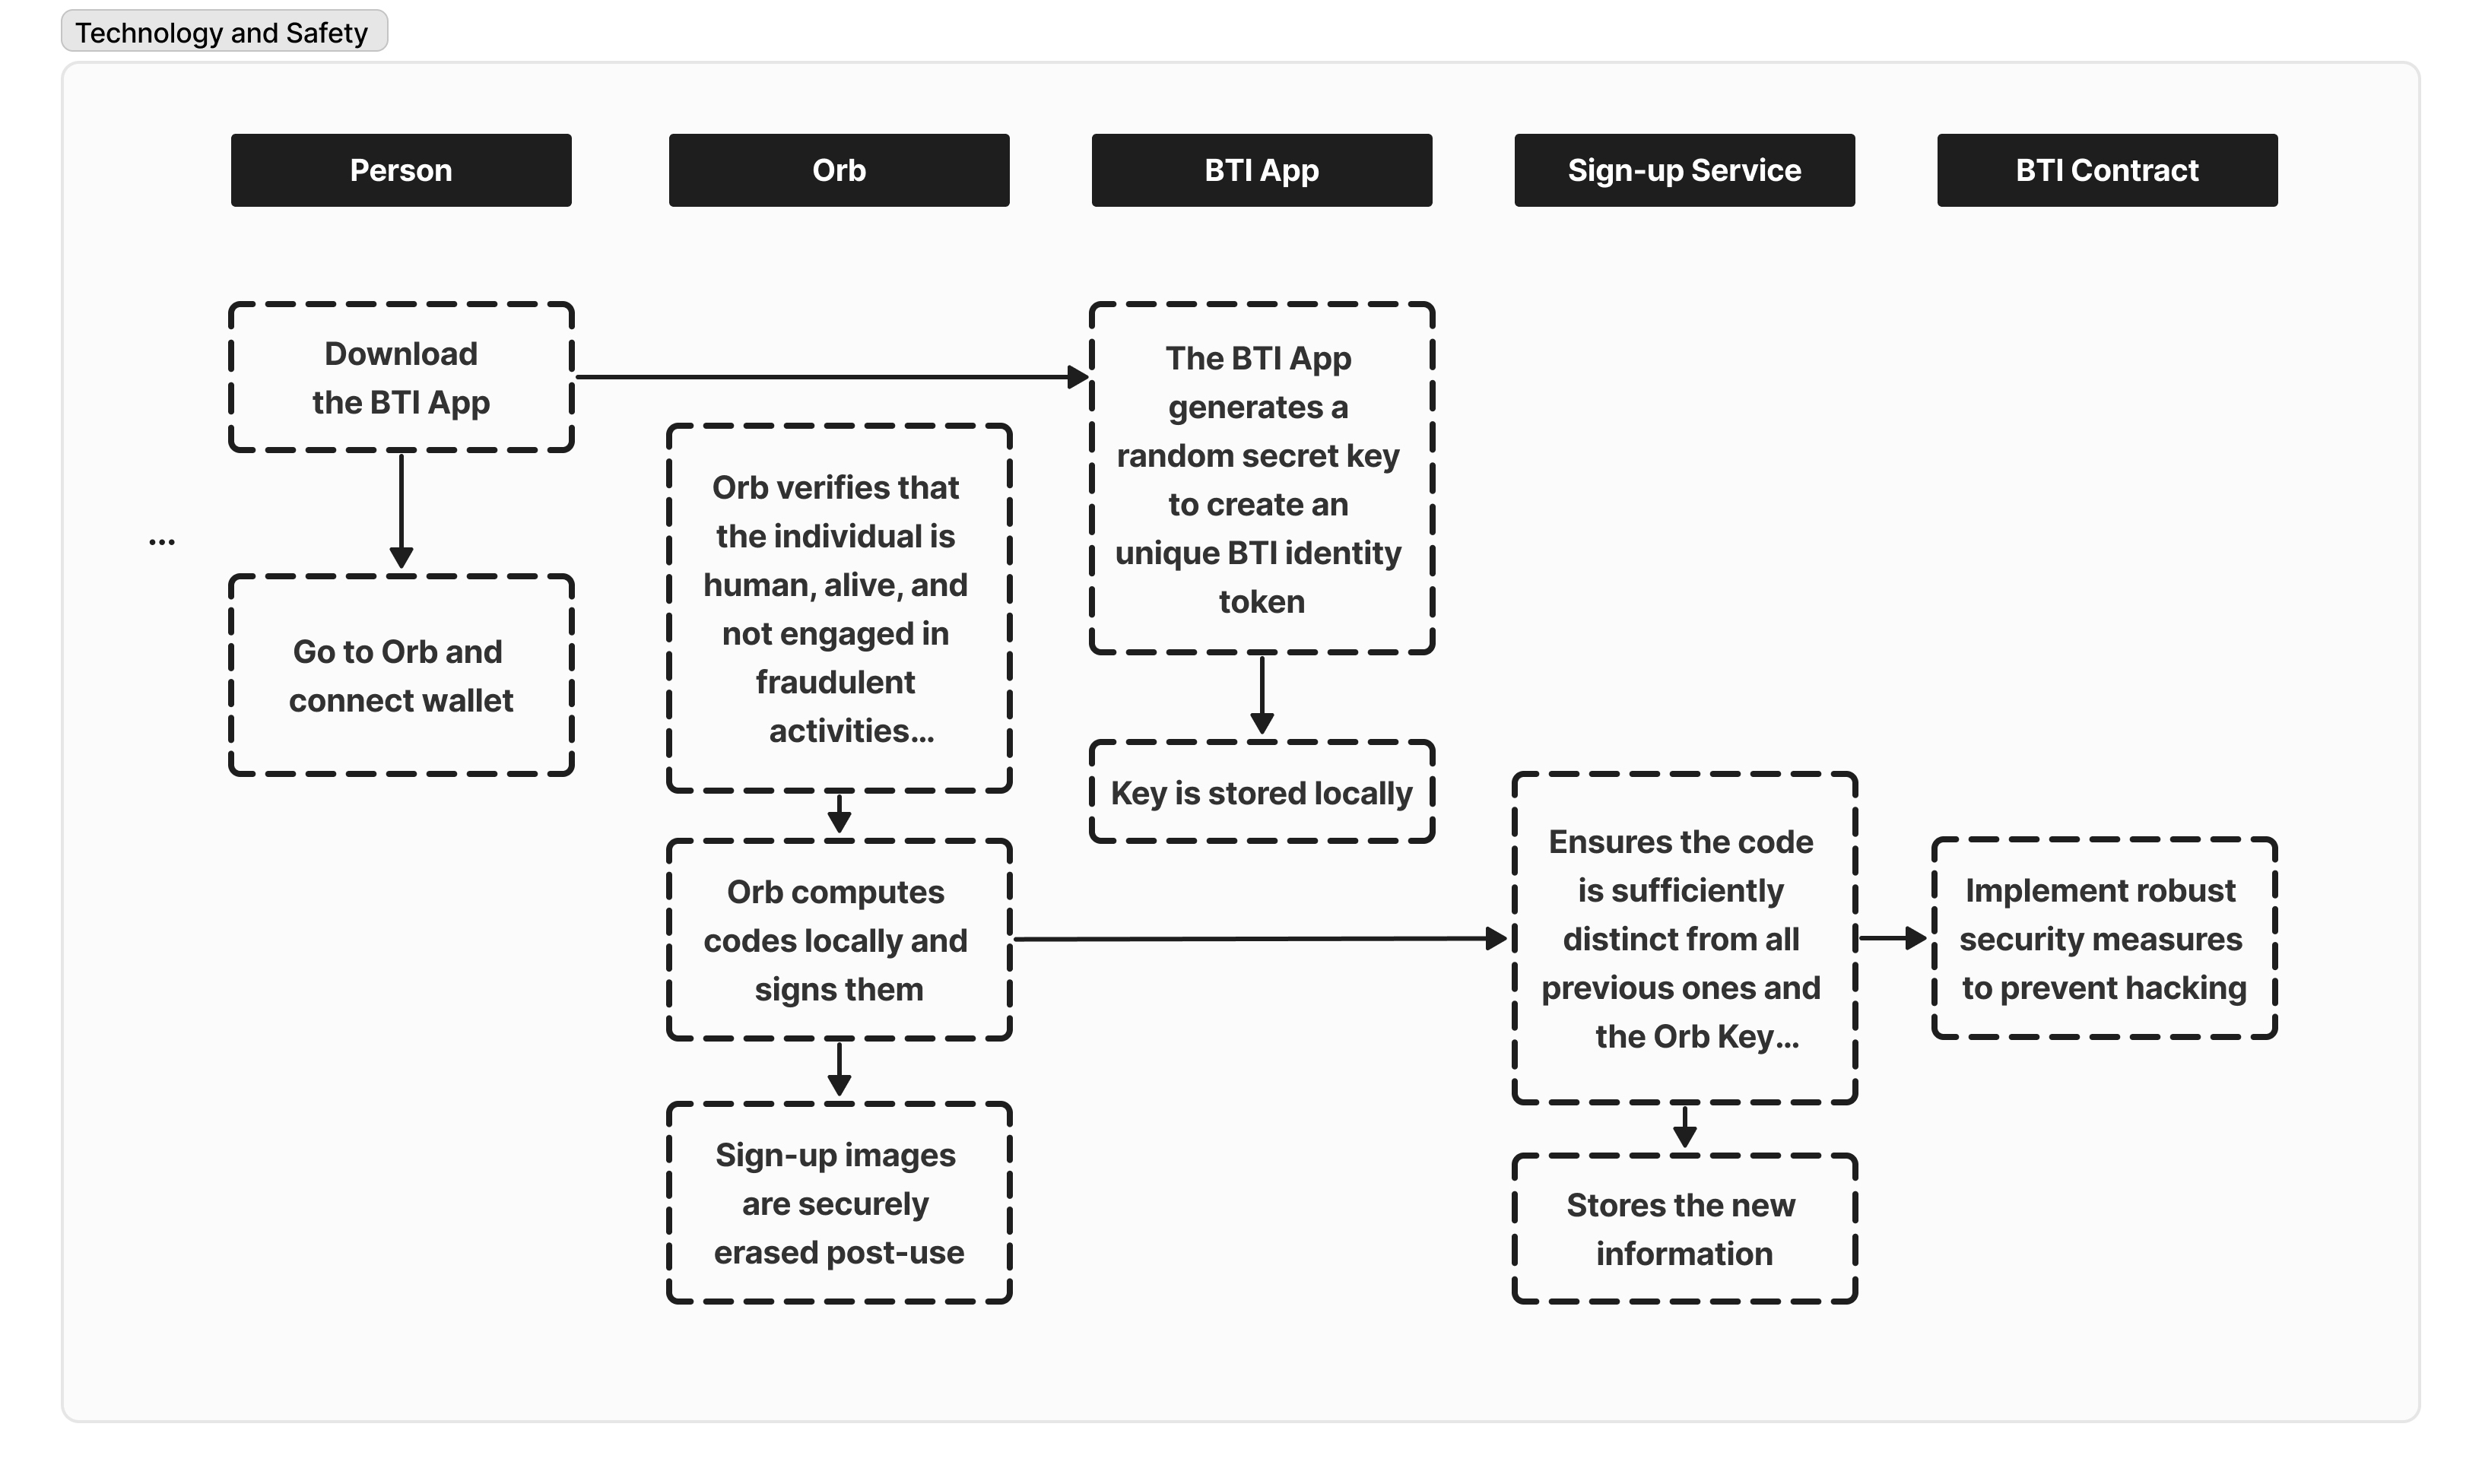 Technology and Safety
Person
Orb
BTI App
Sign-up Service
BTI Contract
Download
the BTI App
...
Go to Orb and
connect wallet
Orb verifies that
the individual is
human, alive, and
not engaged in
fraudulent
activities...
Orb computes
codes locally and
signs them
Sign-up images
are securely
erased post-use
The BTI App
generates a
random secret key
to create an
unique BTI identity
token
Key is stored locally
Ensures the code
is sufficiently
distinct from all
previous ones and
the Orb Key...
Stores the new
information
Implement robust
security measures
to prevent hacking